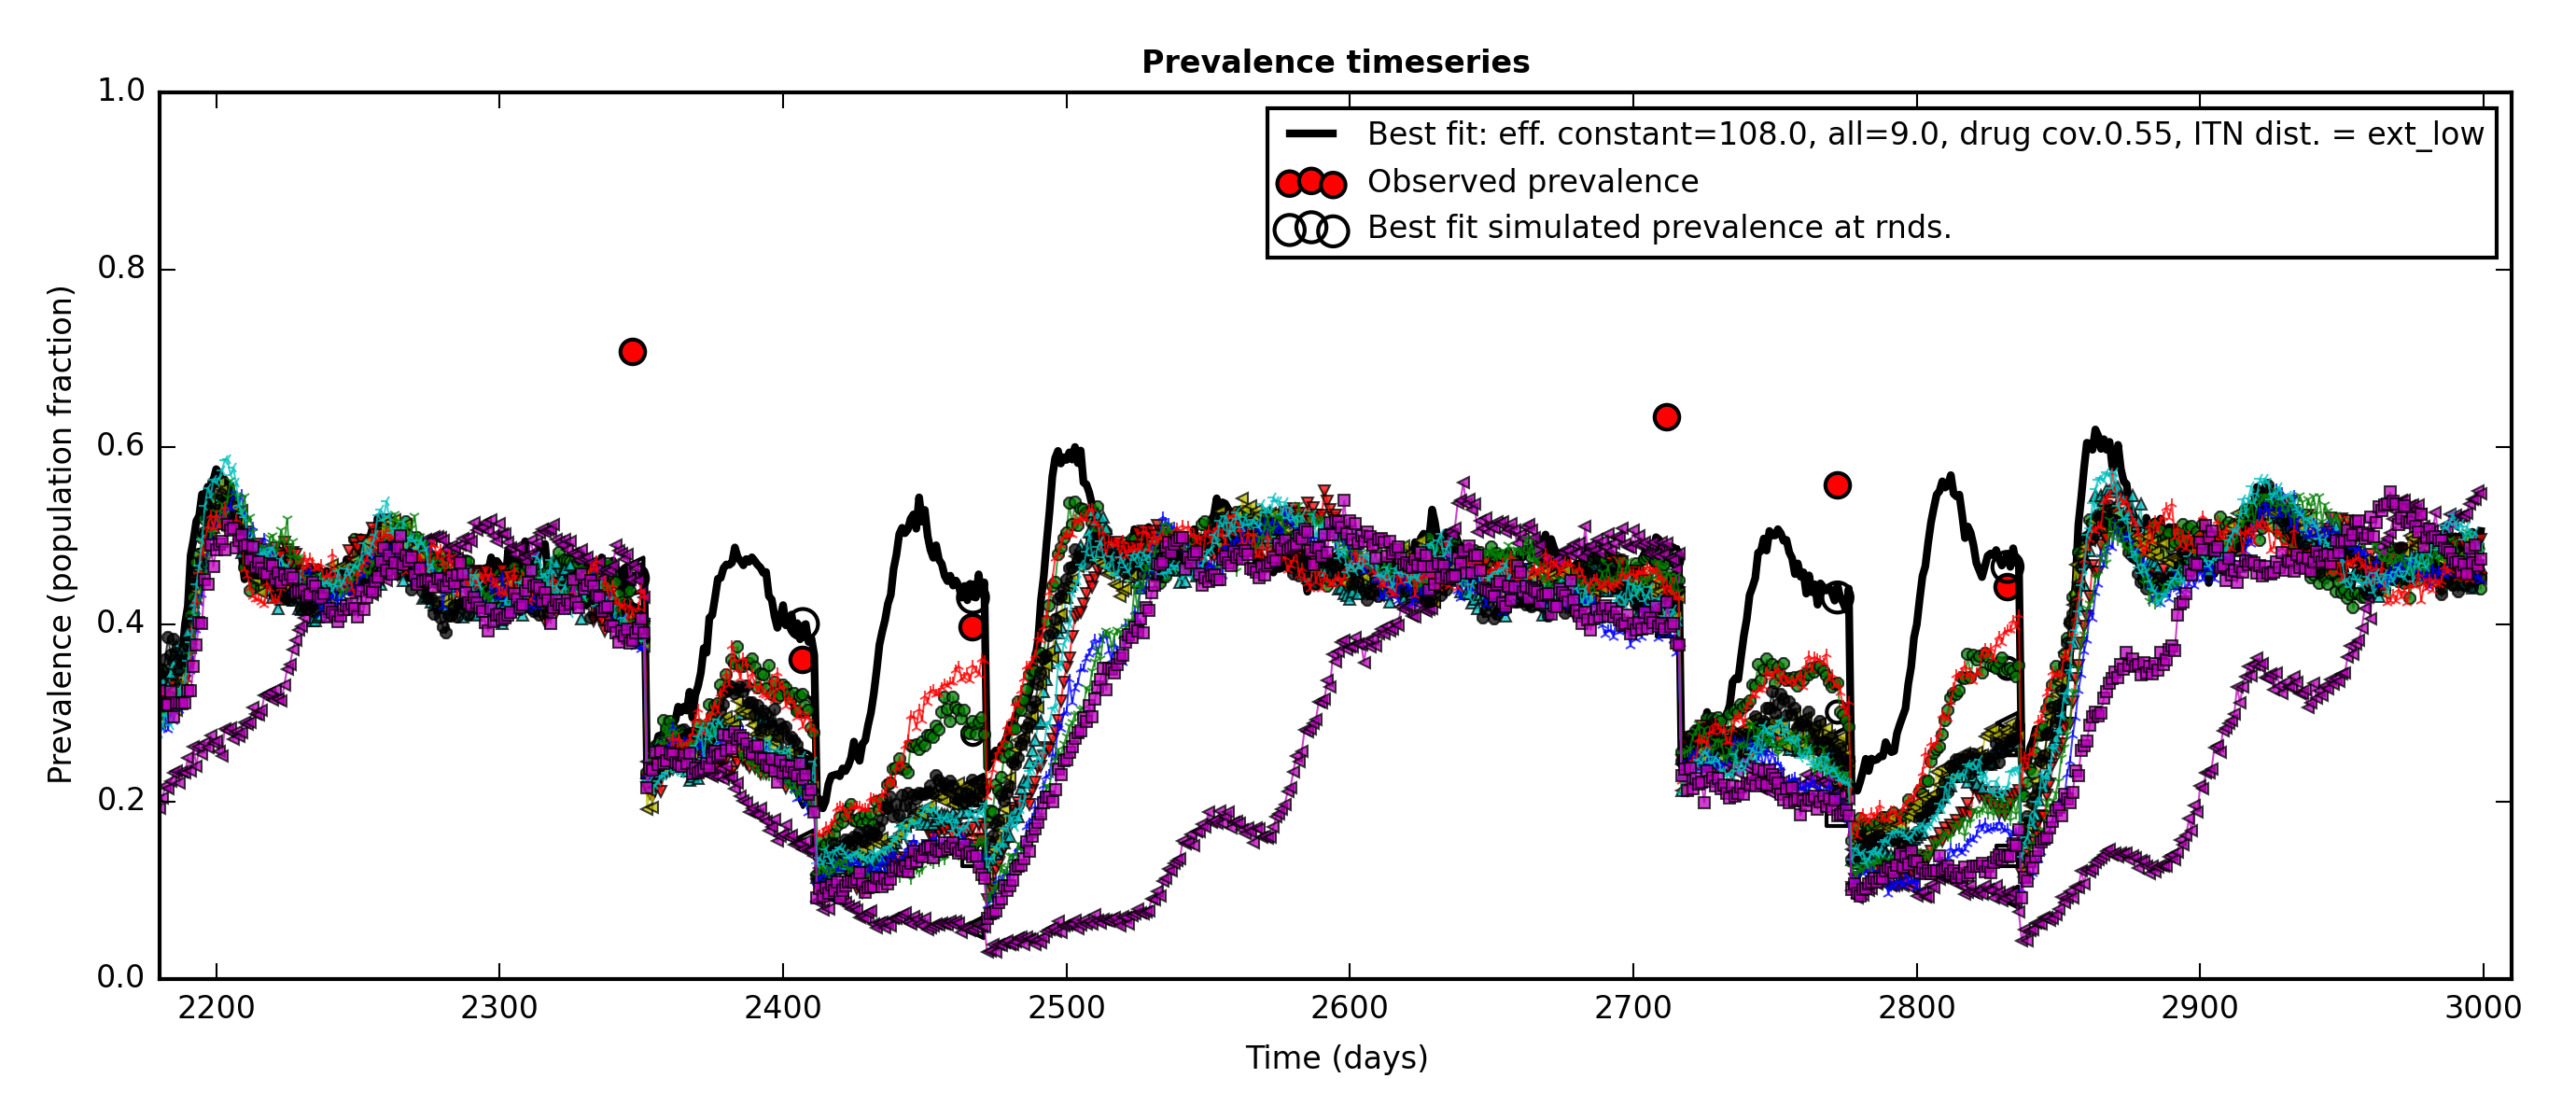 Prevalence timeseries
Best fit: eff. constant=108.0, all=9.0, drug cov.0.55, ITN dist. = ext_low
Observed prevalence
Best fit simulated prevalence at rnds.
Prevalence (population fraction)
1.0
0.8
0.6
0.4
0.2
0.0
2200 2300 2400 2500 2600 2700 2800 2900 3000
Time (days)